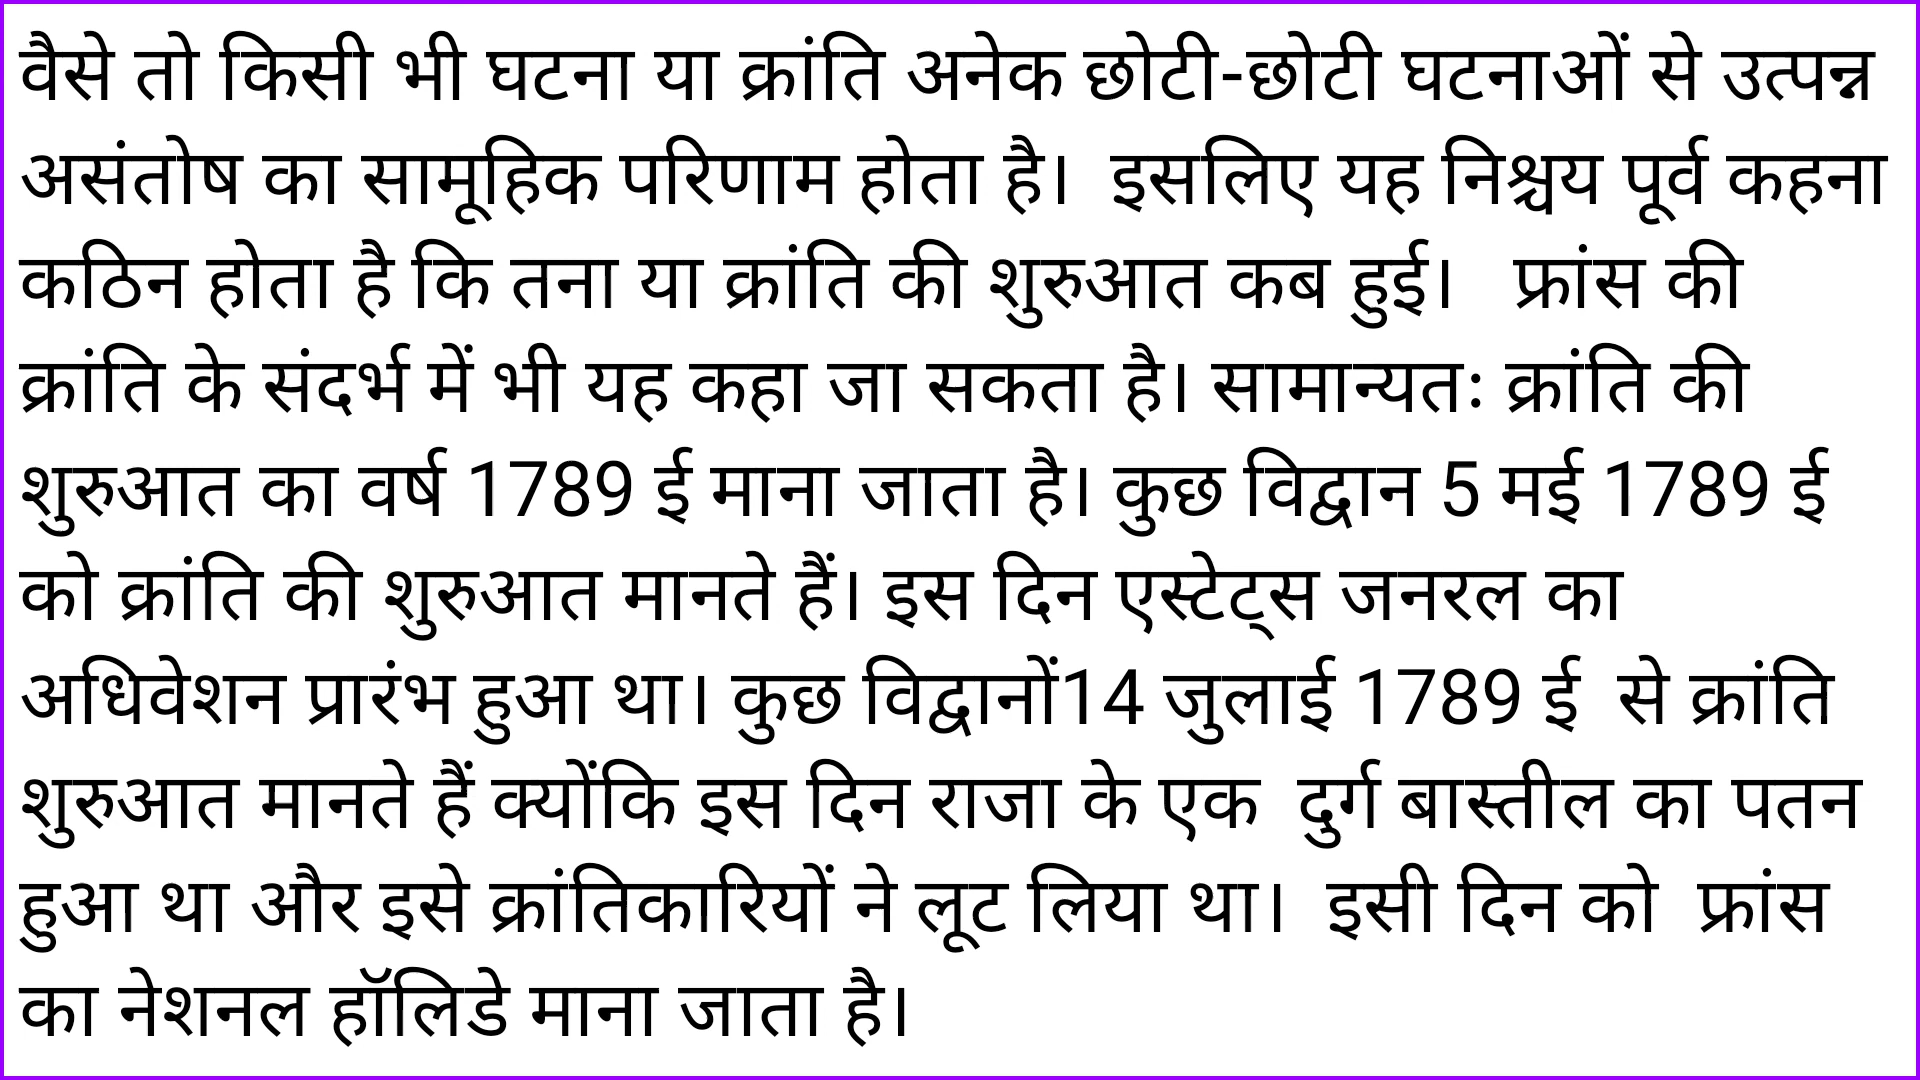 वैसे तो किसी भी घटना या क्रांति अनेक छोटी-छोटी घटनाओं से उत्पन्न
असंतोष का सामूहिक परिणाम होता है।  इसलिए यह निश्चय पूर्व कहना
कठिन होता है कि तना या क्रांति की शुरुआत कब हुई।   फ्रांस की
क्रांति के संदर्भ में भी यह कहा जा सकता है। सामान्यतः क्रांति की
शुरुआत का वर्ष 1789 ई माना जाता है। कुछ विद्वान 5 मई 1789 ई
को क्रांति की शुरुआत मानते हैं। इस दिन एस्टेट्स जनरल का
अधिवेशन प्रारंभ हुआ था। कुछ विद्वानों14 जुलाई 1789 ई  से क्रांति
शुरुआत मानते हैं क्योंकि इस दिन राजा के एक  दुर्ग बास्तील का पतन
हुआ था और इसे क्रांतिकारियों ने लूट लिया था।  इसी दिन को  फ्रांस
का नेशनल हॉलिडे माना जाता है।